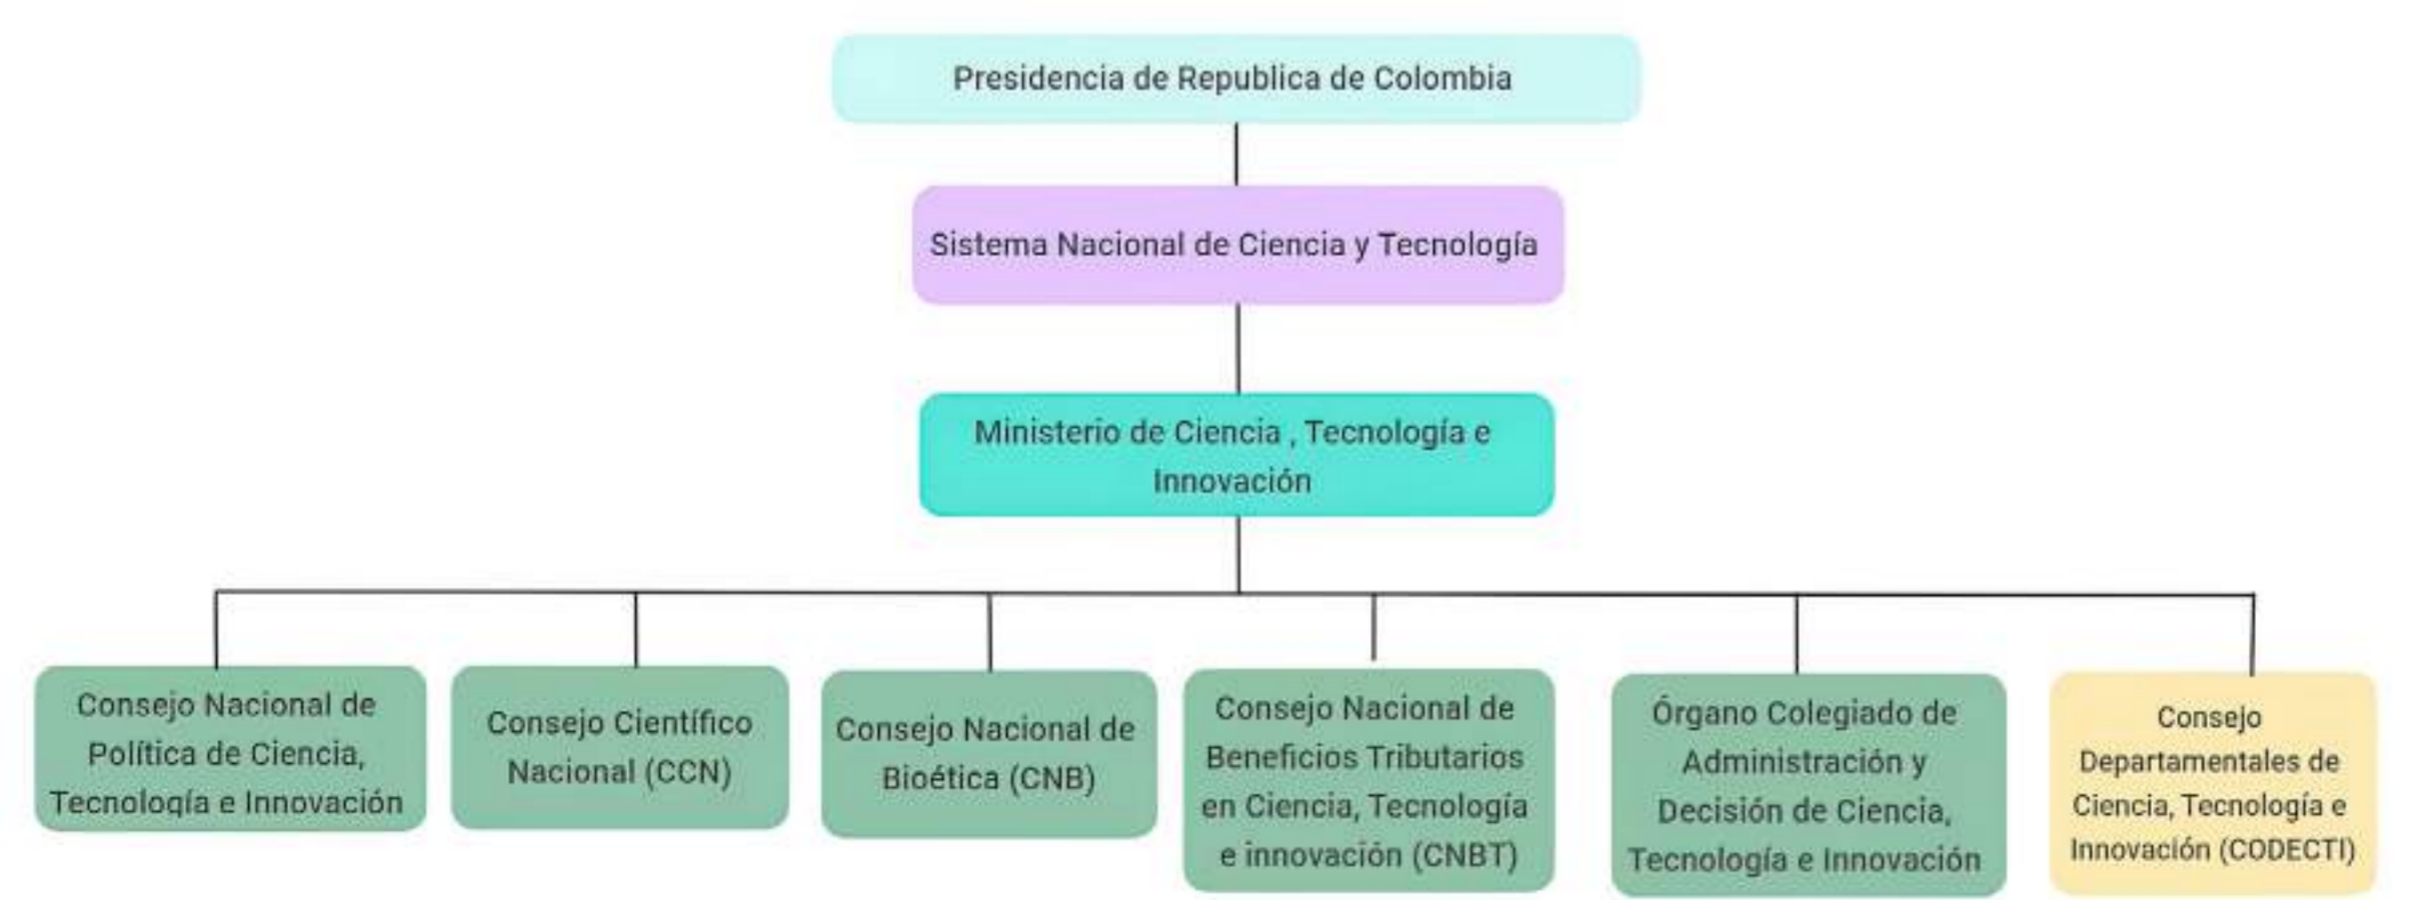 Presidencia de Republica de Colombia
Sistema Nacional de Ciencia y Tecnología
Ministerio de Ciencia , Tecnología e
Innovación
Consejo Nacional de
Política de Ciencia,
Tecnología e Innovación
Consejo Científico
Nacional (CCN)
Consejo Nacional de
Bioética (CNB)
Consejo Nacional de
Beneficios Tributarios
en Ciencia, Tecnología
e innovación (CNBT)
Órgano Colegiado de
Administración y
Decisión de Ciencia,
Tecnología e Innovación
Consejo
Departamentales de
Ciencia, Tecnología e
Innovación (CODECTI)